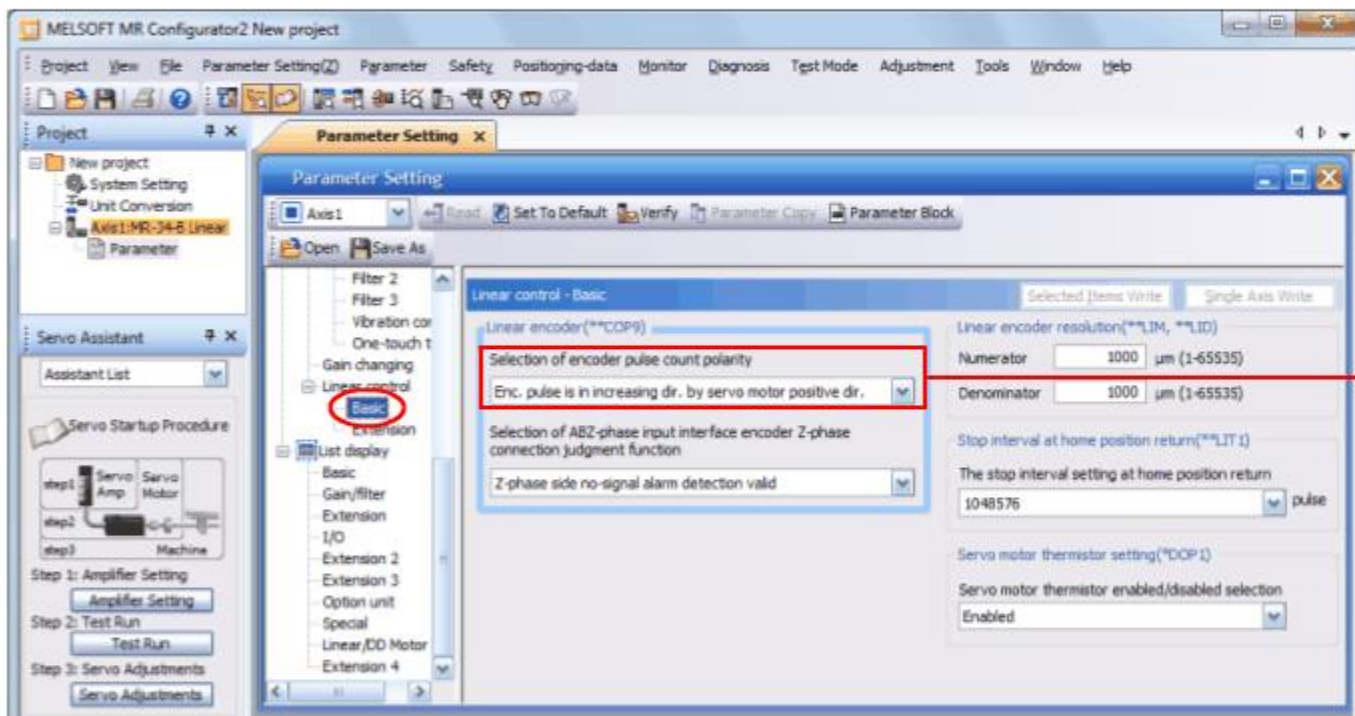 MELSOFT MR Configurator2 New project
Project View File Parameter Setting(Z) Parameter Safety Positioning-data Monitor Diagnosis Test Mode Adjustment Tools Window Help
Project
New project
System Setting
Unit Conversion
Axis1:MR-J4-B Linear
Parameter
Servo Assistant
Assistant List
Servo Startup Procedure
step1
Servo Amp
Servo Motor
step2
step3
Machine
Step 1: Amplifier Setting
Amplifier Setting
Step 2: Test Run
Test Run
Step 3: Servo Adjustments
Servo Adjustments
Parameter Setting
Parameter Setting
Axis1 Read Set To Default Verify Parameter Copy Parameter Block
Open Save As
Filter 2
Filter 3
Vibration cor
One-touch t
Gain changing
Linear control
Basic
Extension
List display
Basic
Gain/filter
Extension
I/O
Extension 2
Extension 3
Option unit
Special
Linear/DD Motor
Extension 4
Linear control - Basic
Selected Items Write Single Axis Write
Linear encoder(**COP9)
Selection of encoder pulse count polarity
Enc. pulse is in increasing dir. by servo motor positive dir.
Selection of ABZ-phase input interface encoder Z-phase
connection judgment function
Z-phase side no-signal alarm detection valid
Linear encoder resolution(**LIM, **LID)
Numerator 1000 µm (1-65535)
Denominator 1000 µm (1-65535)
Stop interval at home position return(**LIT1)
The stop interval setting at home position return
1048576 pulse
Servo motor thermistor setting(*DOP1)
Servo motor thermistor enabled/disabled selection
Enabled